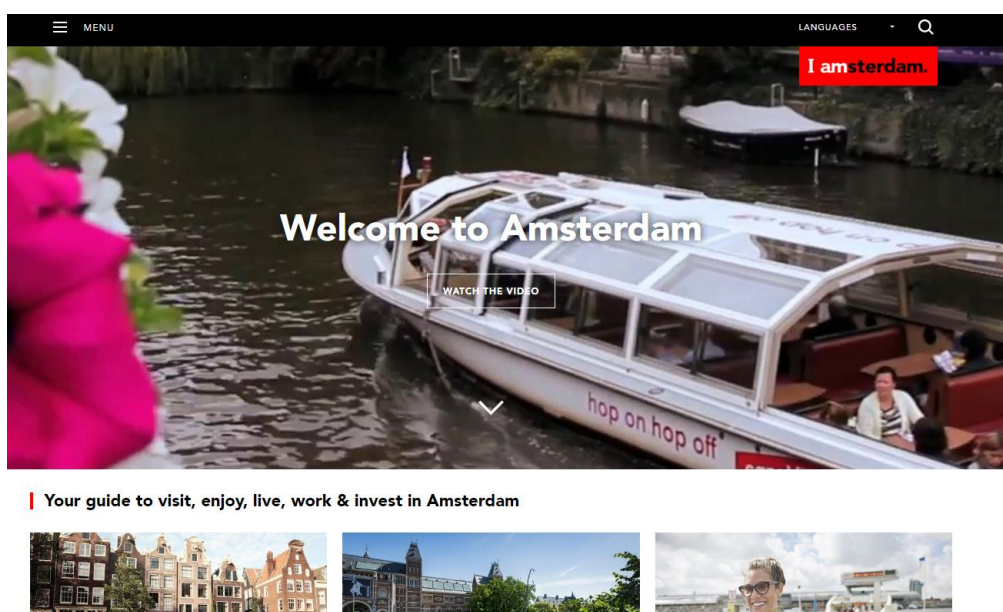 MENU
LANGUAGES
I amsterdam.
Welcome to Amsterdam
WATCH THE VIDEO
hop on hop off
Your guide to visit, enjoy, live, work & invest in Amsterdam